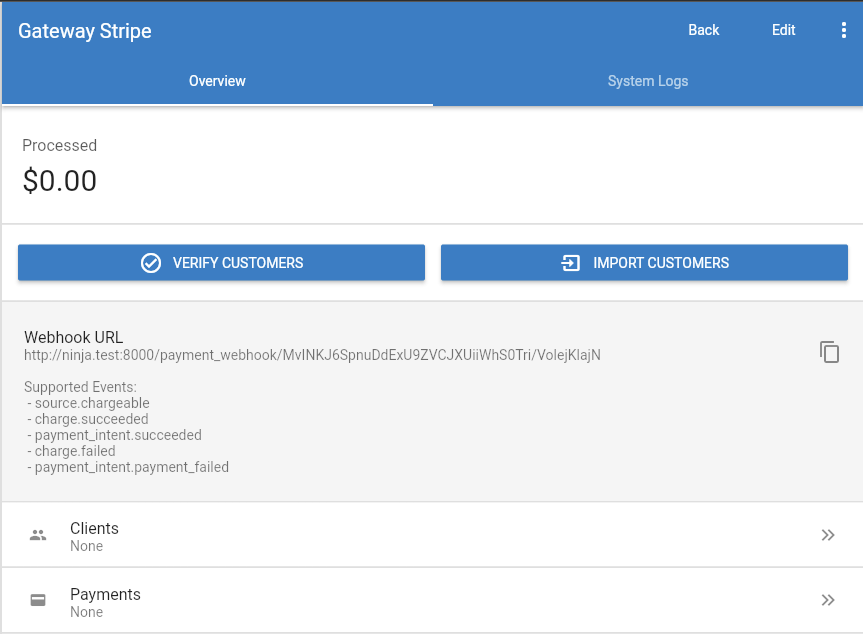 Gateway Stripe
Back
Edit
Overview
System Logs
Processed
$0.00
VERIFY CUSTOMERS
IMPORT CUSTOMERS
Webhook URL
http://ninja.test:8000/payment_webhook/MvINKJ6SpnuDdExU9ZVCJXUiiWhS0Tri/VolejKlajN
Supported Events:
- source.chargeable
- charge.succeeded
- payment_intent.succeeded
- charge.failed
- payment_intent.payment_failed
Clients
None
Payments
None